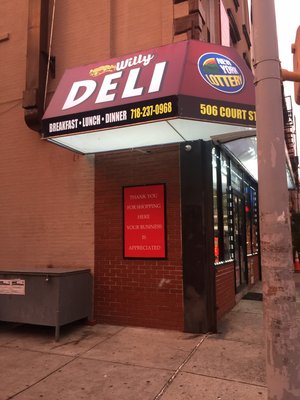 Willy
DELI
BREAKFAST • LUNCH • DINNER 718-237-0968
NEW YORK
LOTTERY
506 COURT ST
LOTTERY
THANK YOU
FOR SHOPPING
HERE
YOUR BUSINESS
IS
APPRECIATED